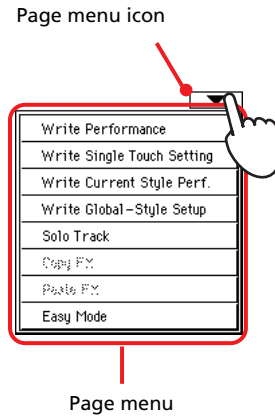 Page menu icon
Write Performance
Write Single Touch Setting
Write Current Style Perf.
Write Global-Style Setup
Solo Track
Copy FX
Paste FX
Easy Mode
Page menu